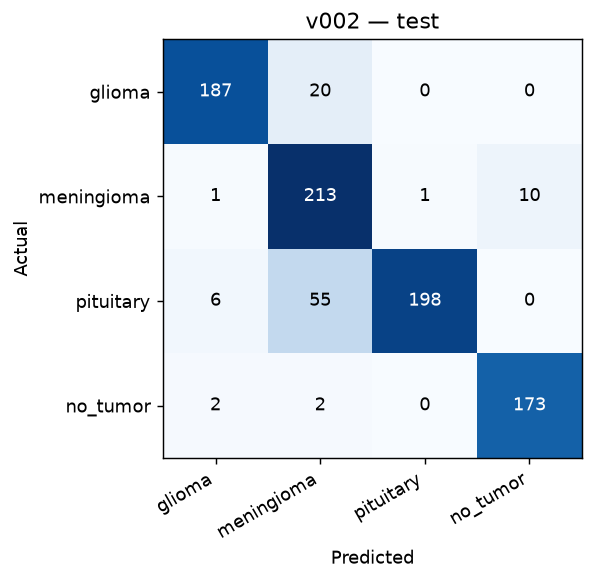 v002 — test
glioma 187 20 0 0
meningioma 1 213 1 10
pituitary 6 55 198 0
no_tumor 2 2 0 173
Actual
glioma meningioma pituitary no_tumor
Predicted